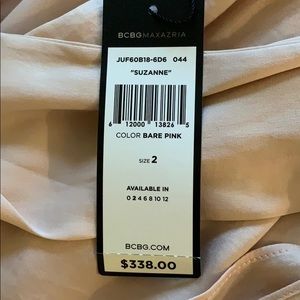 BCBGMAXAZRIA
JUF60B18-6D6 044
"SUZANNE"
6 12000 13826 5
COLOR BARE PINK
SIZE 2
AVAILABLE IN
0 2 4 6 8 10 12
BCBG.COM
$338.00